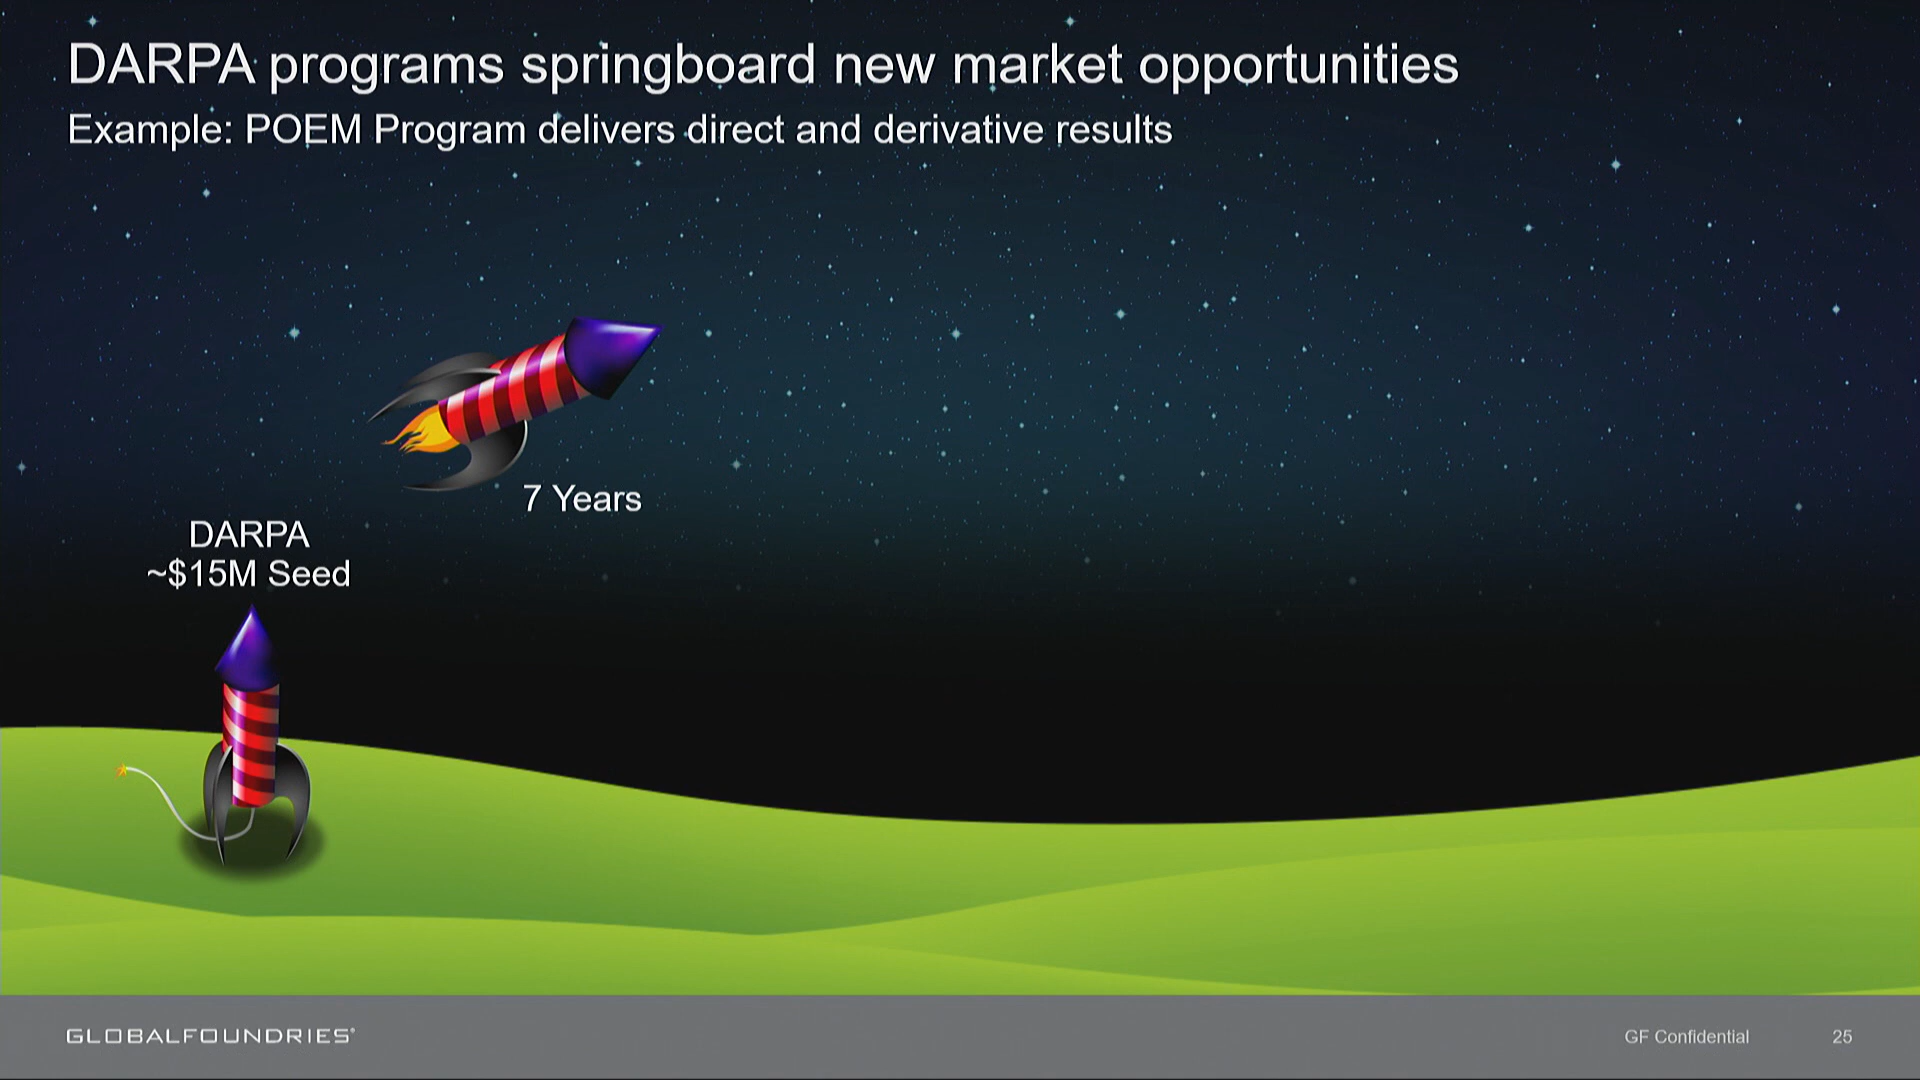 DARPA programs springboard new market opportunities
Example: POEM Program delivers direct and derivative results
7 Years
DARPA
~$15M Seed
GLOBALFOUNDRIES®
GF Confidential
25